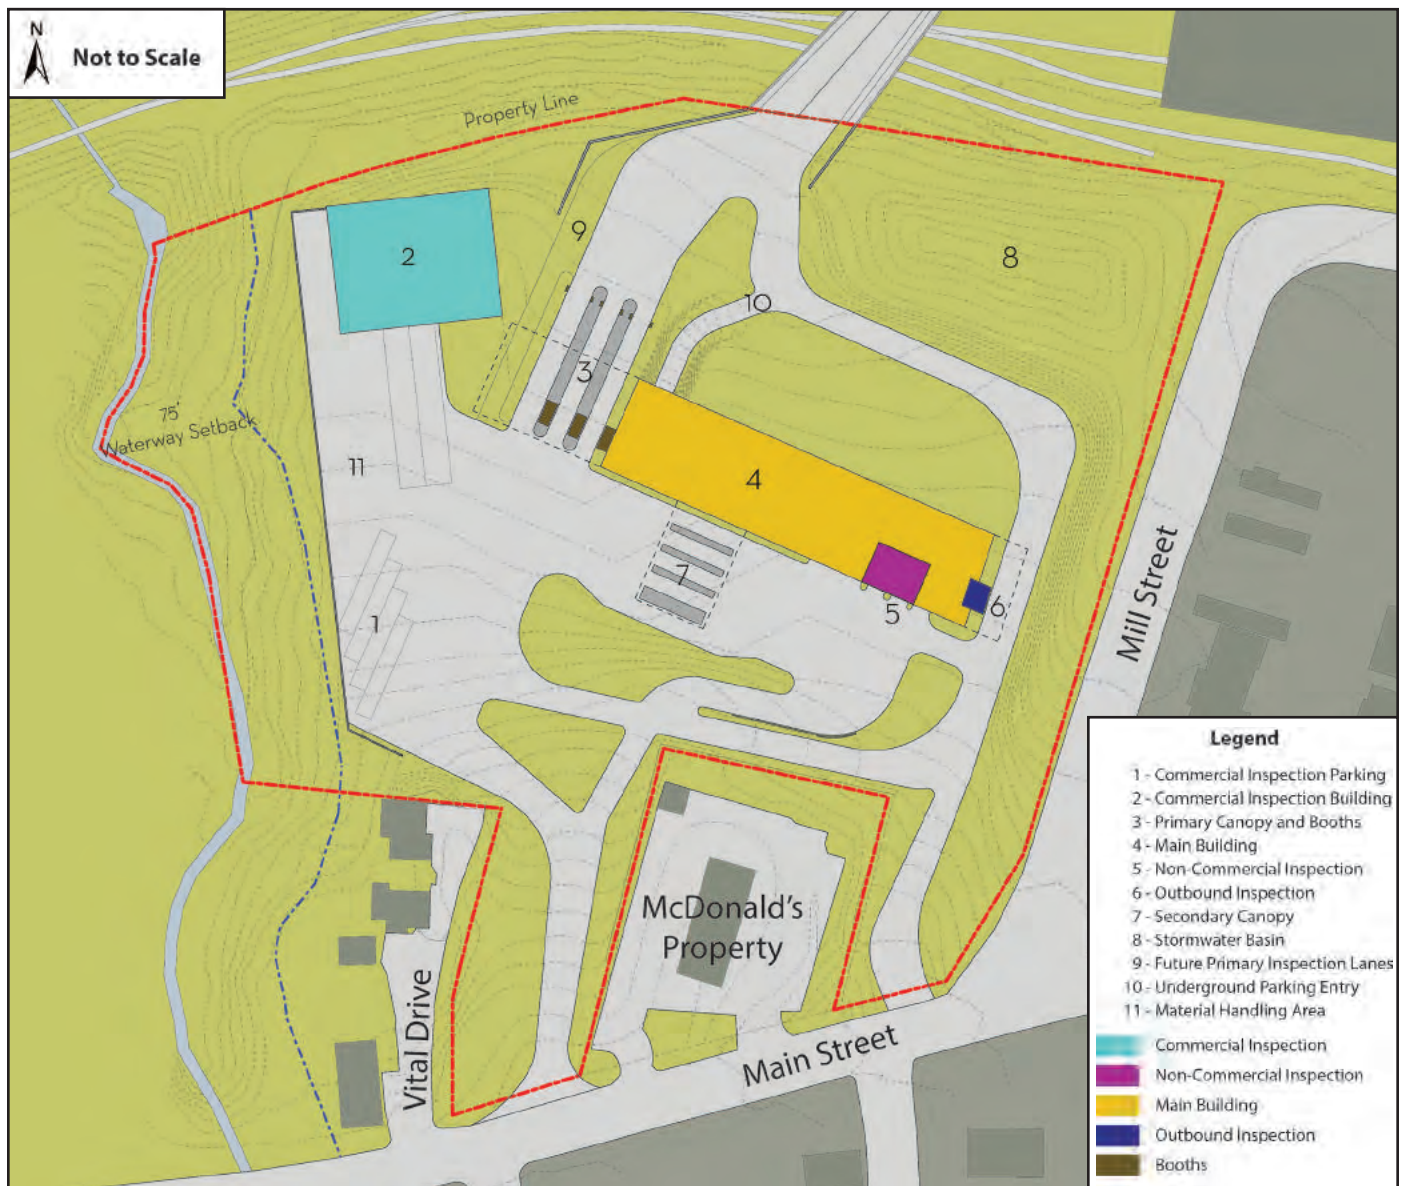 N
Not to Scale
Property Line
2
9
8
10
3
75'
Waterway Setback
11
4
7
5
6
1
Mill Street
McDonald's
Property
Vital Drive
Main Street
Legend
1 - Commercial Inspection Parking
2 - Commercial Inspection Building
3 - Primary Canopy and Booths
4 - Main Building
5 - Non-Commercial Inspection
6 - Outbound Inspection
7 - Secondary Canopy
8 - Stormwater Basin
9 - Future Primary Inspection Lanes
10 - Underground Parking Entry
11 - Material Handling Area
Commercial Inspection
Non-Commercial Inspection
Main Building
Outbound Inspection
Booths